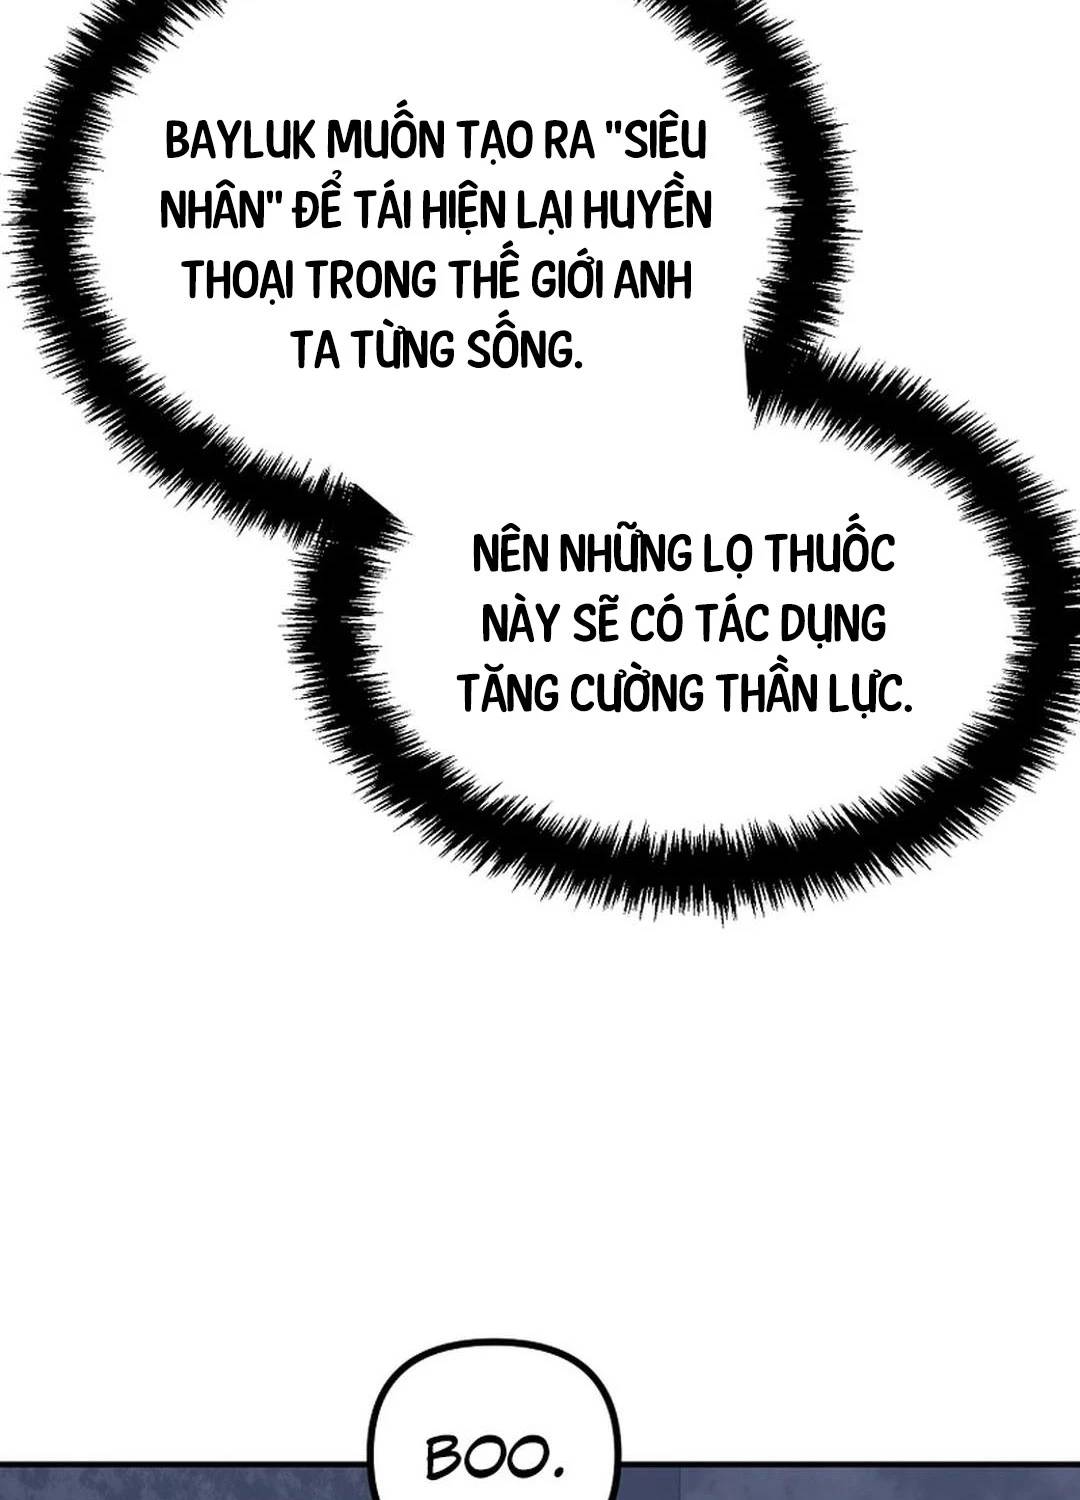 BAYLUK MUỐN TẠO RA "SIÊU
NHÂN" ĐỂ TÁI HIỆN LẠI HUYỀN
THOẠI TRONG THẾ GIỚI ANH
TA TỪNG SỐNG.
NÊN NHỮNG LỌ THUỐC
NÀY SẼ CÓ TÁC DỤNG
TĂNG CƯỜNG THẦN LỰC.
BOO.